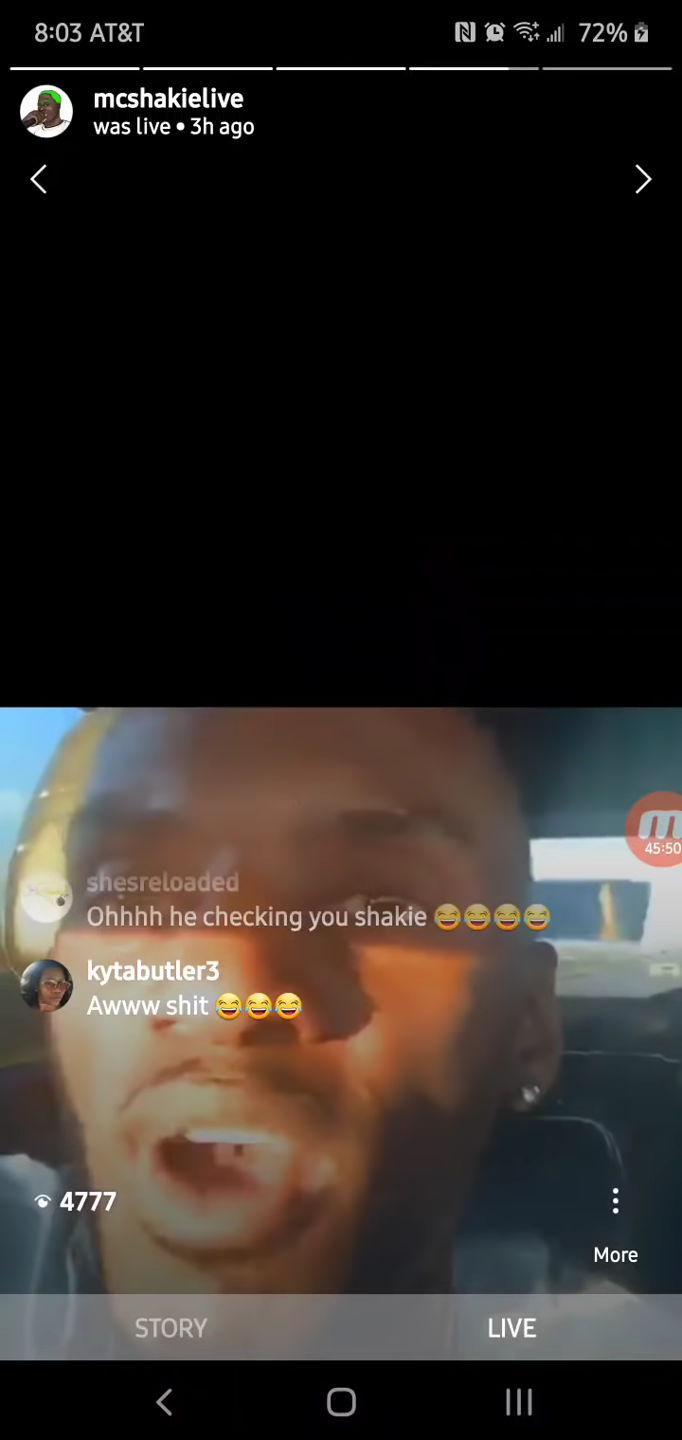 8:03 AT&T 72%
mcshakielive
was live • 3h ago
shesreloaded
Ohhhh he checking you shakie 😂😂😂😂
kytabutler3
Awww shit 😂😂😂
45:50
4777
More
STORY LIVE